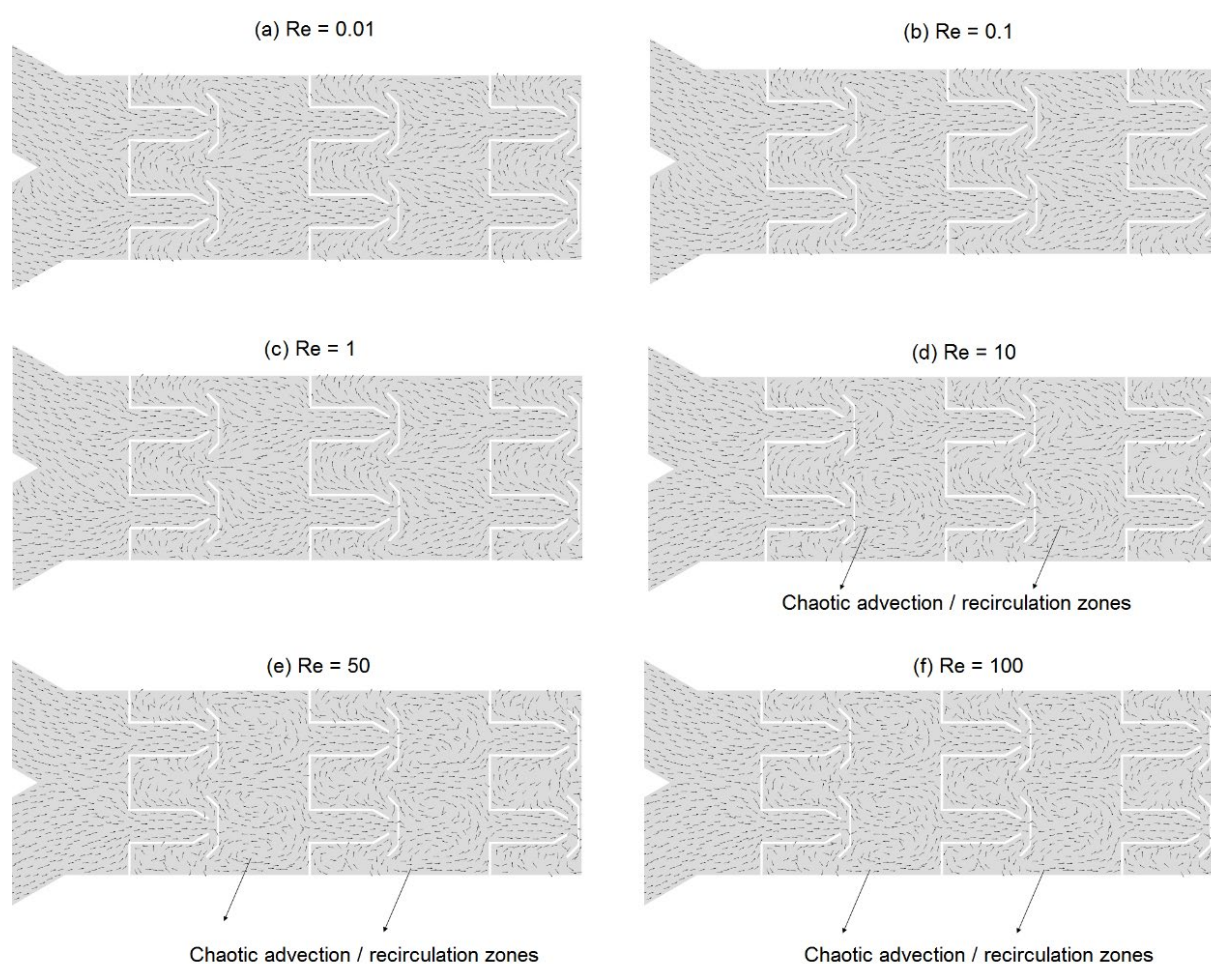 (a) Re = 0.01
(b) Re = 0.1
(c) Re = 1
(d) Re = 10
Chaotic advection / recirculation zones
(e) Re = 50
(f) Re = 100
Chaotic advection / recirculation zones
Chaotic advection / recirculation zones